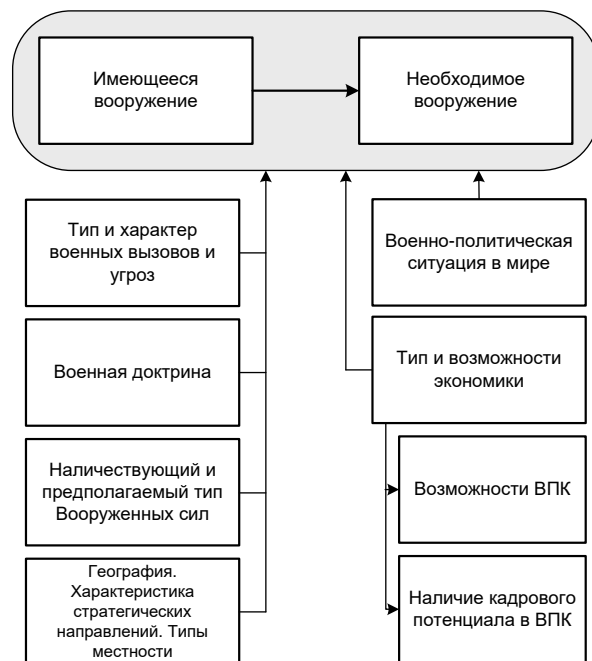 Имеющееся
вооружение
Необходимое
вооружение
Тип и характер
военных вызовов и
угроз
Военная доктрина
Наличествующий и
предполагаемый тип
Вооруженных сил
География.
Характеристика
стратегических
направлений. Типы
местности
Военно-политическая
ситуация в мире
Тип и возможности
экономики
Возможности ВПК
Наличие кадрового
потенциала в ВПК